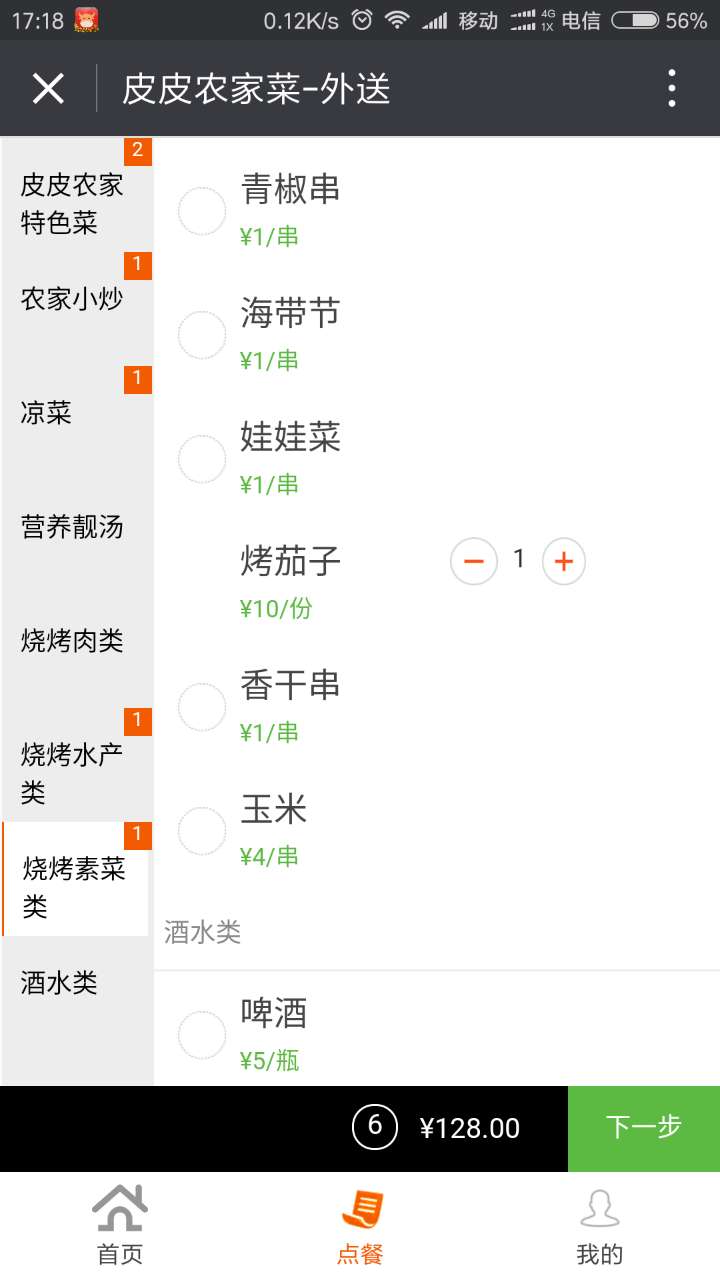 17:18 0.12K/s 移动 4G 1X 电信 56%
皮皮农家菜-外送
2
皮皮农家
特色菜
1
农家小炒
1
凉菜
营养靓汤
烧烤肉类
1
烧烤水产
类
1
烧烤素菜
类
酒水类
青椒串
¥1/串
海带节
¥1/串
娃娃菜
¥1/串
烤茄子 − 1 +
¥10/份
香干串
¥1/串
玉米
¥4/串
酒水类
啤酒
¥5/瓶
6 ¥128.00 下一步
首页 点餐 我的